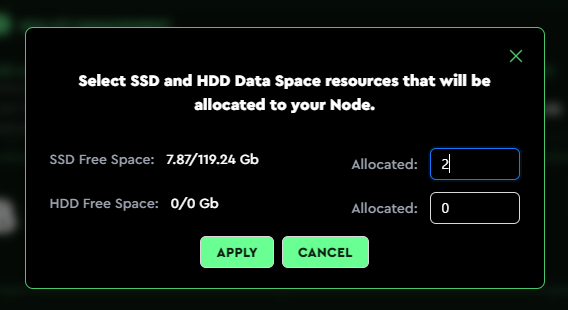 Select SSD and HDD Data Space resources that will be
allocated to your Node.
SSD Free Space: 7.87/119.24 Gb Allocated: 2
HDD Free Space: 0/0 Gb Allocated: 0
APPLY CANCEL